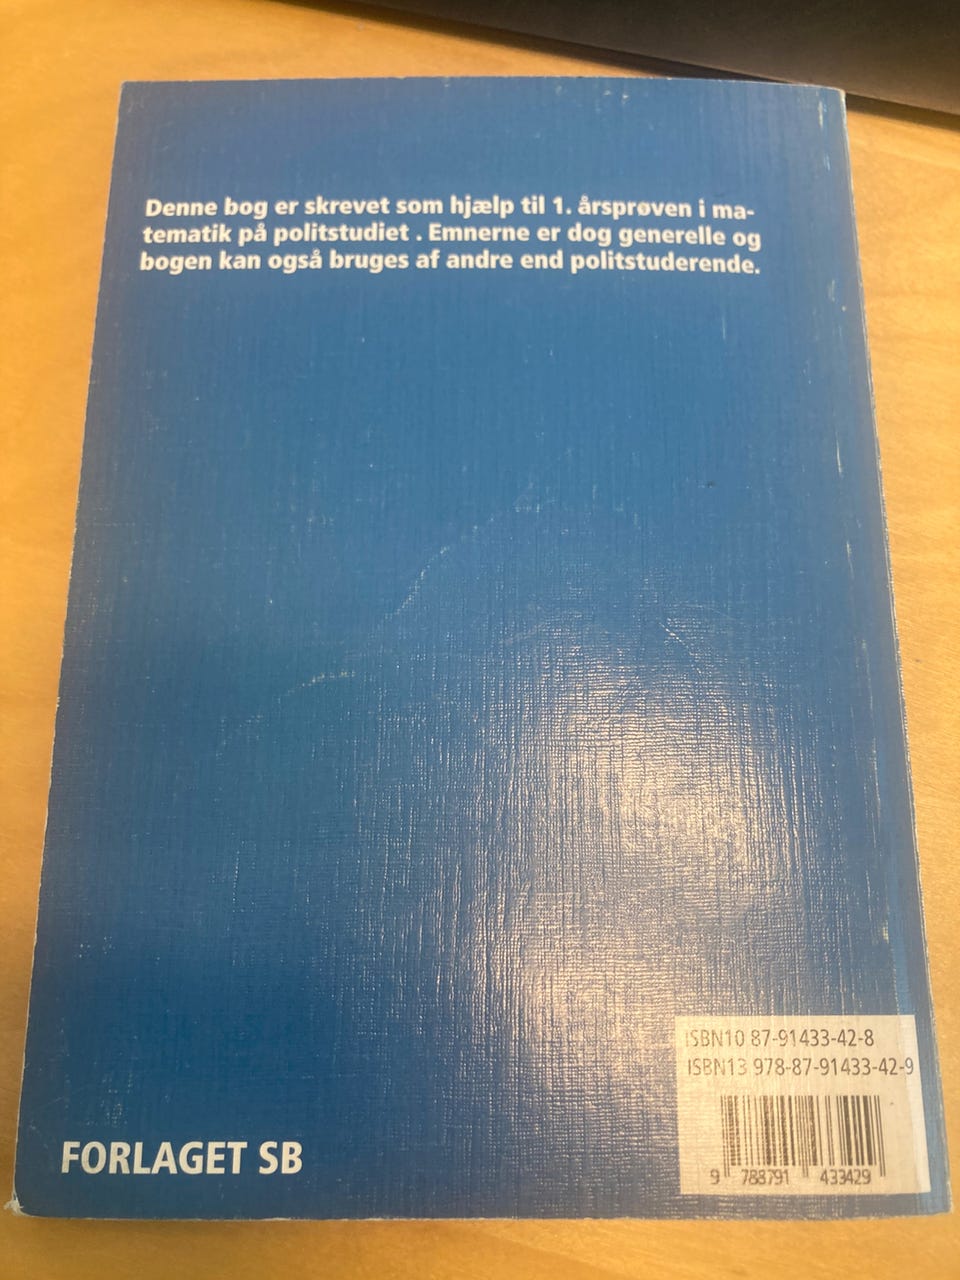 Denne bog er skrevet som hjælp til 1. årsprøven i ma-
tematik på politstudiet . Emnerne er dog generelle og
bogen kan også bruges af andre end politstuderende.
ISBN10 87-91433-42-8
ISBN13 978-87-91433-42-9
9 788791 433429
FORLAGET SB